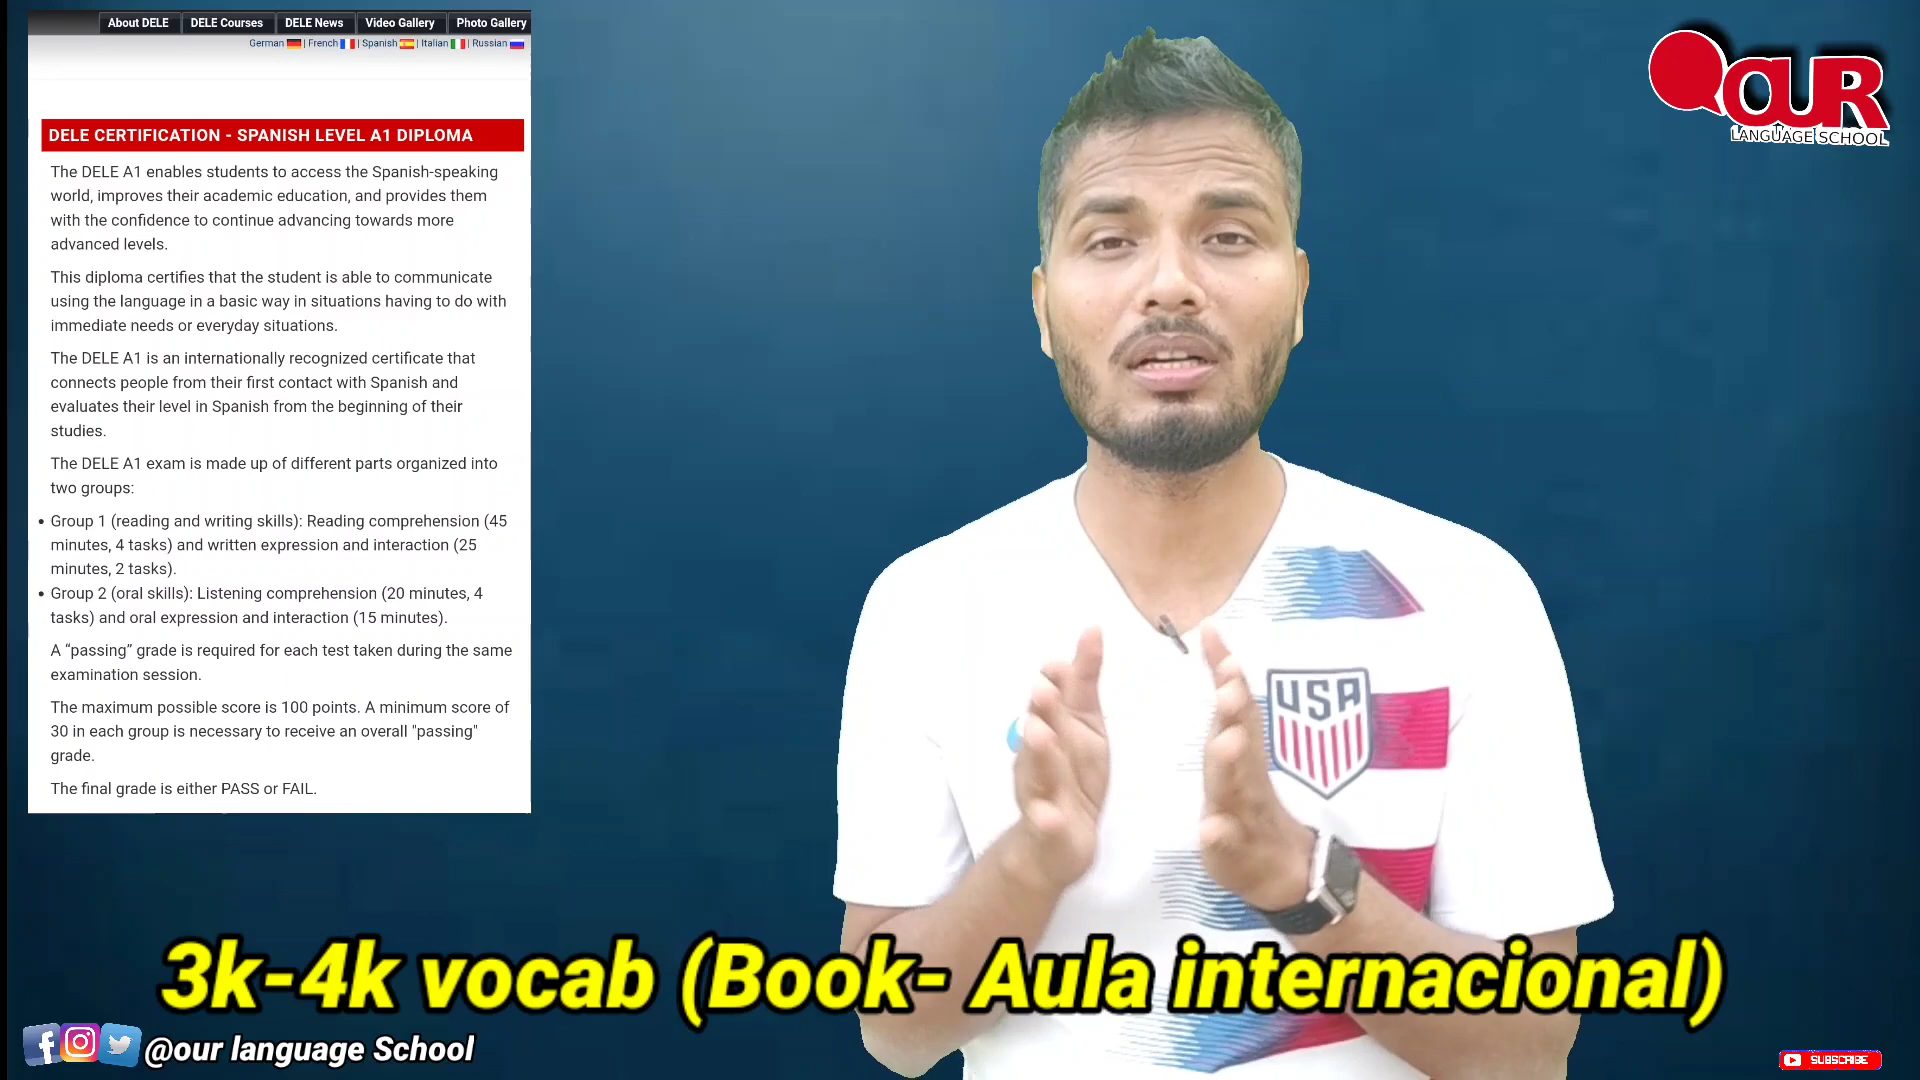 About DELE DELE Courses DELE News Video Gallery Photo Gallery
German | French | Spanish | Italian | Russian
DELE CERTIFICATION - SPANISH LEVEL A1 DIPLOMA
The DELE A1 enables students to access the Spanish-speaking
world, improves their academic education, and provides them
with the confidence to continue advancing towards more
advanced levels.
This diploma certifies that the student is able to communicate
using the language in a basic way in situations having to do with
immediate needs or everyday situations.
The DELE A1 is an internationally recognized certificate that
connects people from their first contact with Spanish and
evaluates their level in Spanish from the beginning of their
studies.
The DELE A1 exam is made up of different parts organized into
two groups:
• Group 1 (reading and writing skills): Reading comprehension (45
minutes, 4 tasks) and written expression and interaction (25
minutes, 2 tasks).
• Group 2 (oral skills): Listening comprehension (20 minutes, 4
tasks) and oral expression and interaction (15 minutes).
A “passing” grade is required for each test taken during the same
examination session.
The maximum possible score is 100 points. A minimum score of
30 in each group is necessary to receive an overall "passing"
grade.
The final grade is either PASS or FAIL.
OUR
LANGUAGE SCHOOL
USA
3k-4k vocab (Book- Aula internacional)
@our language School
SUBSCRIBE